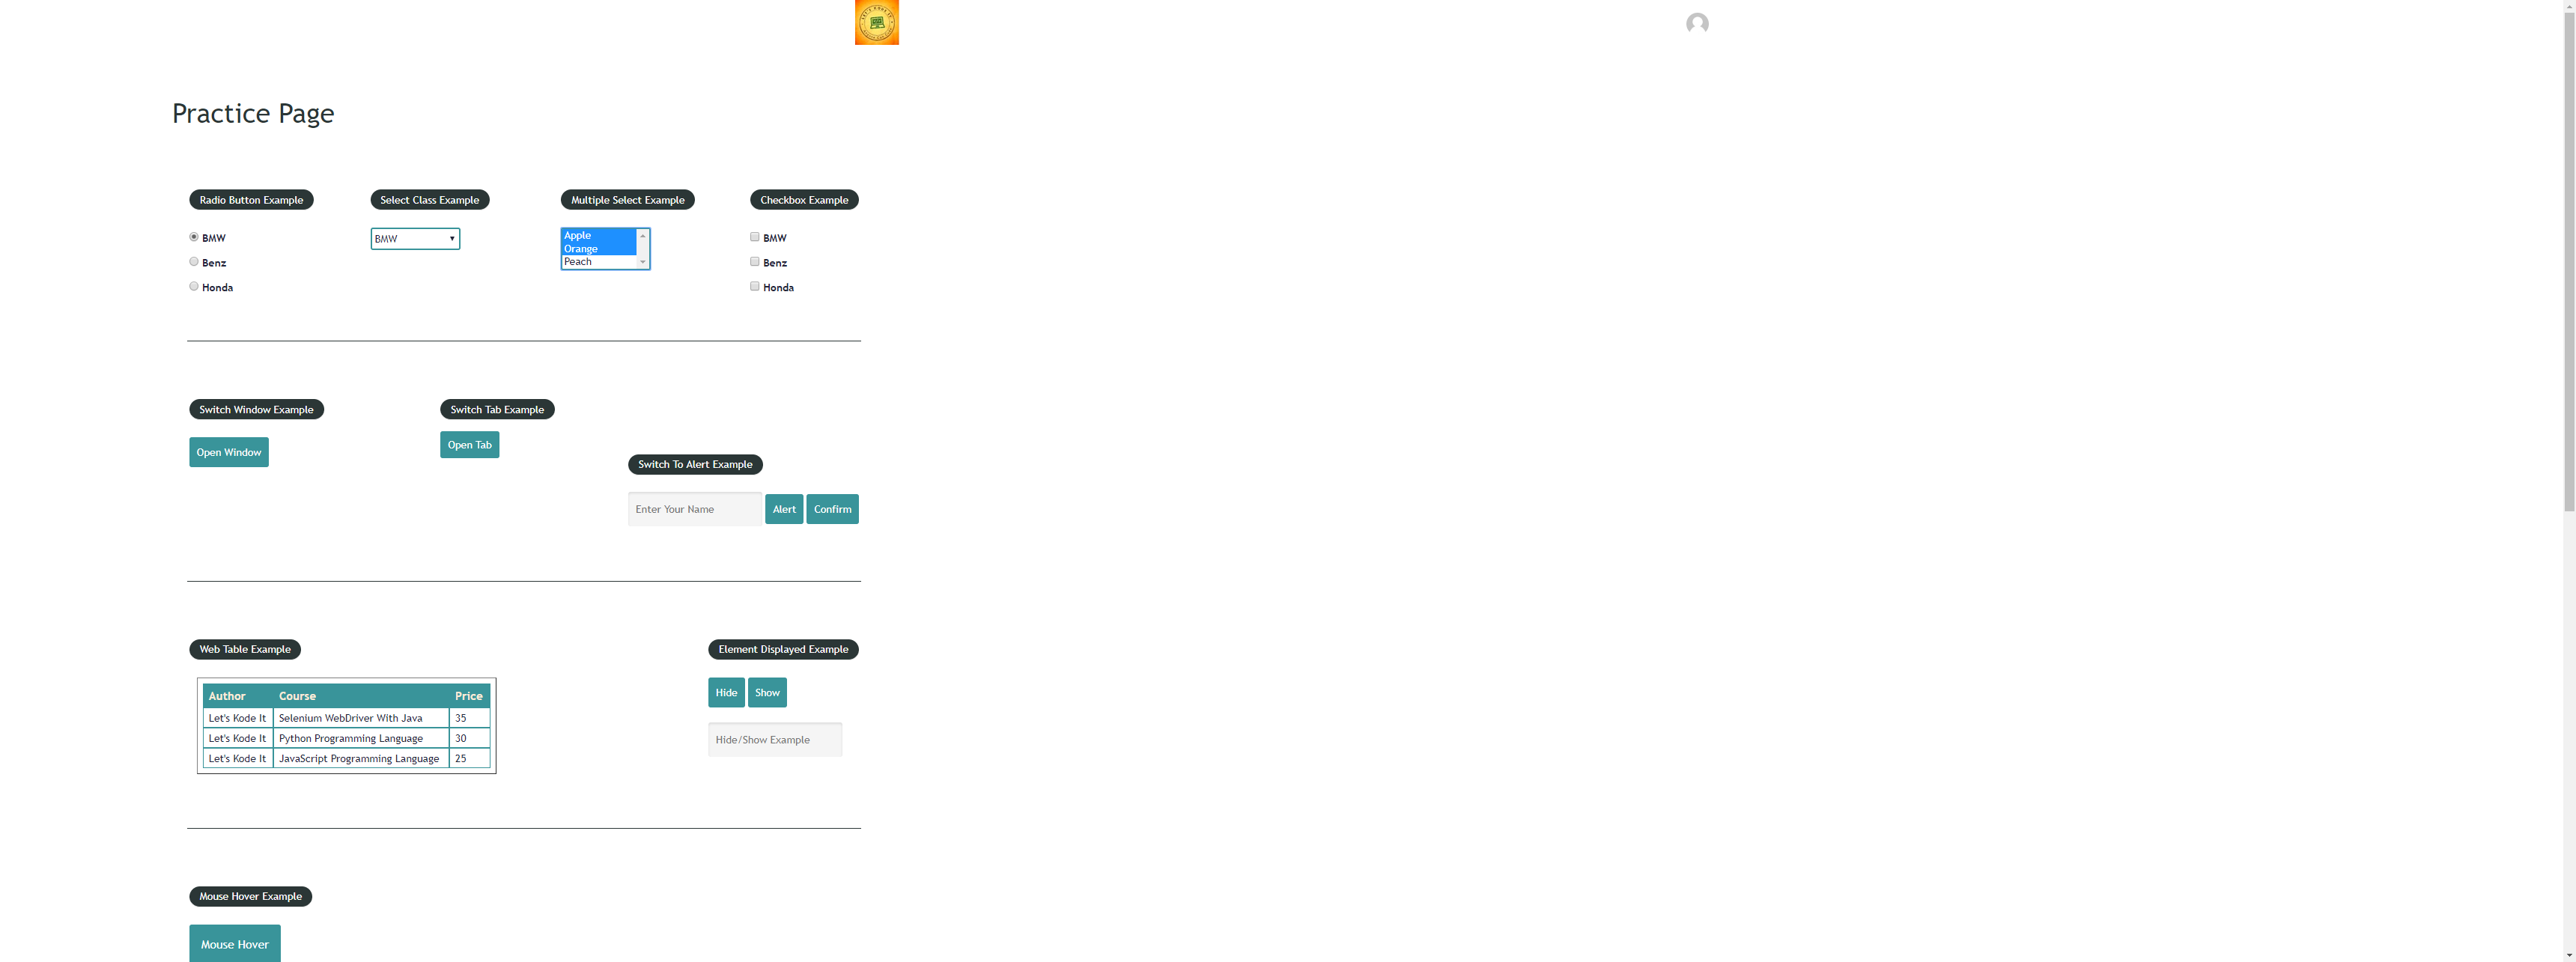 Practice Page
Radio Button Example
BMW
Benz
Honda
Select Class Example
BMW
Multiple Select Example
Apple
Orange
Peach
Checkbox Example
BMW
Benz
Honda
Switch Window Example
Open Window
Switch Tab Example
Open Tab
Switch To Alert Example
Enter Your Name Alert Confirm
Web Table Example
Author Course Price
Let's Kode It Selenium WebDriver With Java 35
Let's Kode It Python Programming Language 30
Let's Kode It JavaScript Programming Language 25
Element Displayed Example
Hide Show
Hide/Show Example
Mouse Hover Example
Mouse Hover